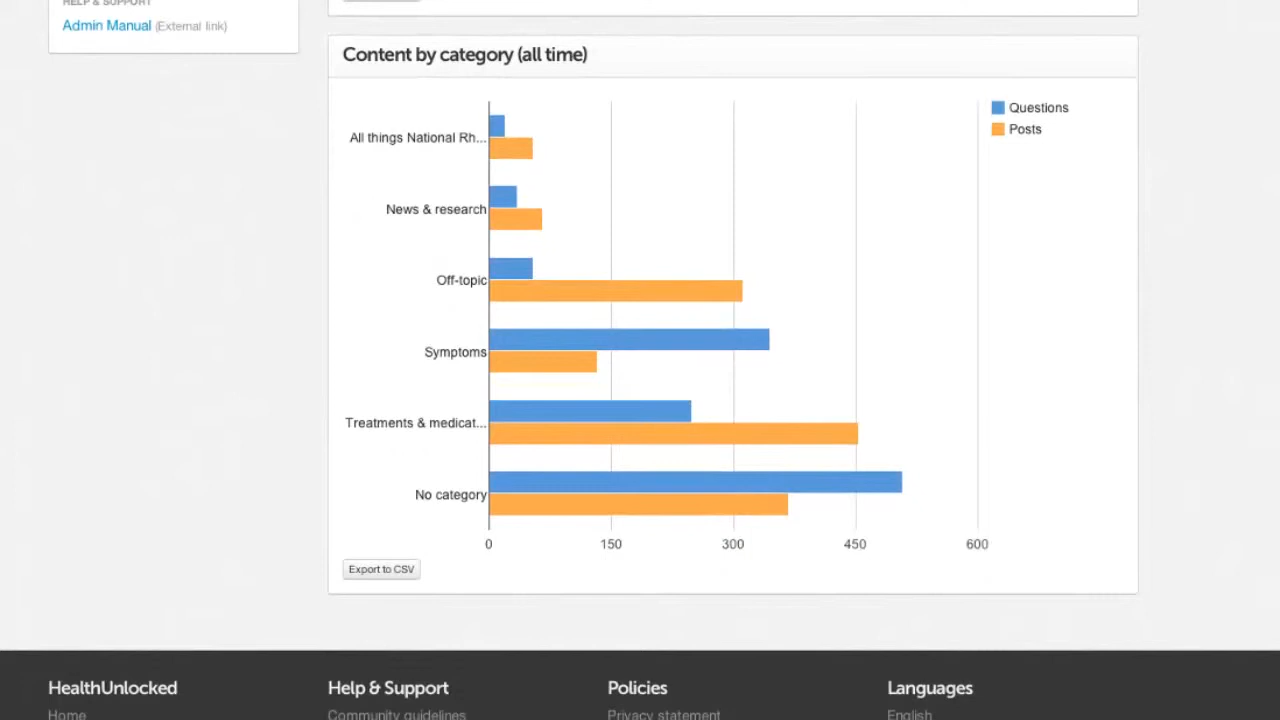 HELP & SUPPORT
Admin Manual (External link)
Content by category (all time)
Questions
Posts
All things National Rh...
News & research
Off-topic
Symptoms
Treatments & medicat...
No category
0 150 300 450 600
Export to CSV
HealthUnlocked Help & Support Policies Languages
Home Community guidelines Privacy statement English